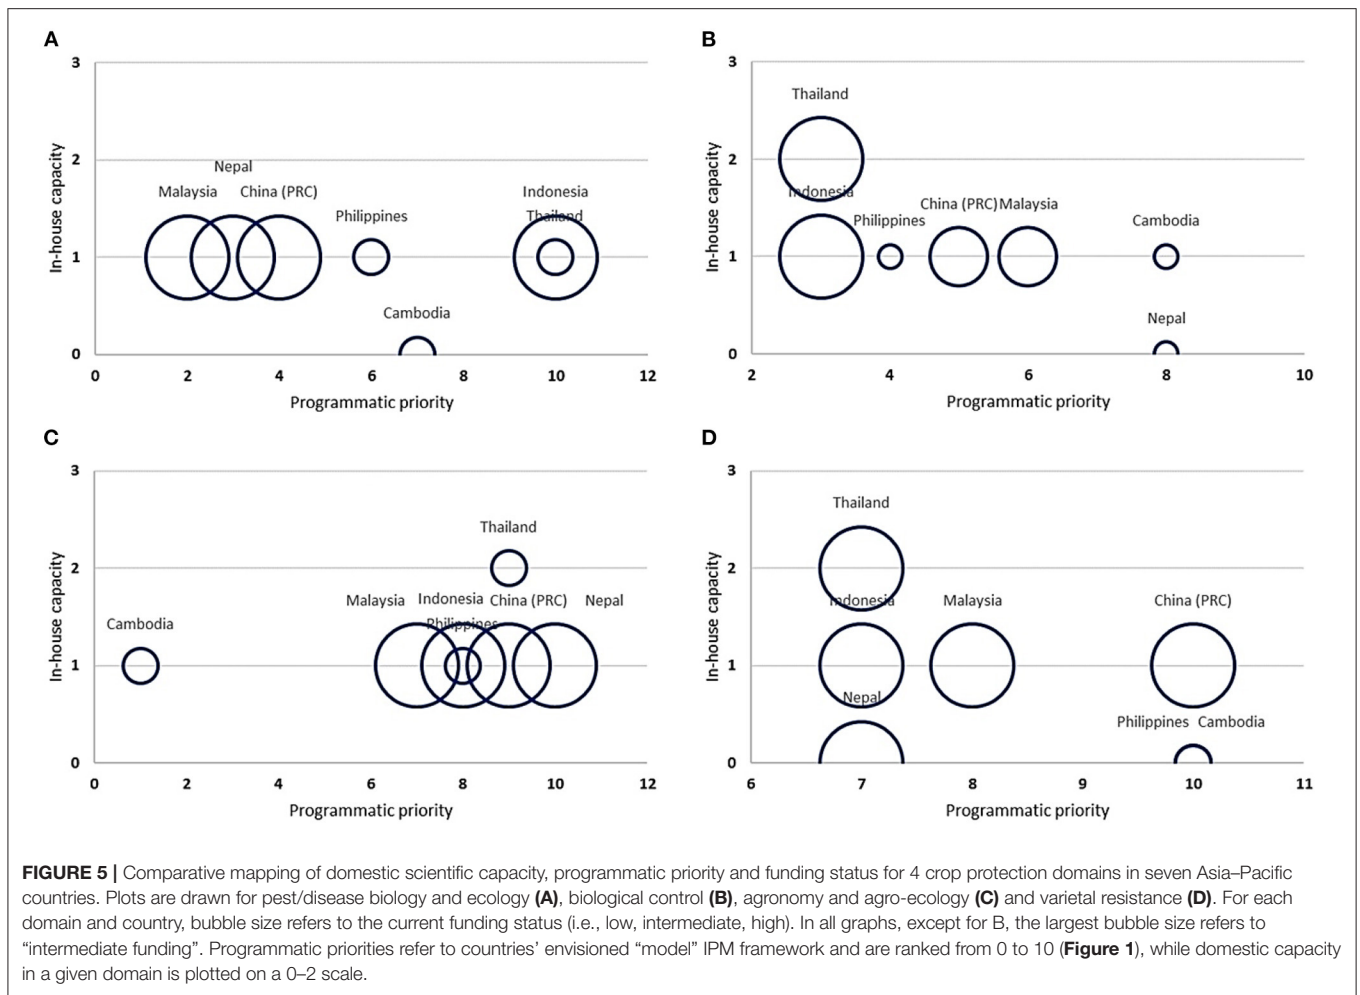 A
3
2
1
0
In-house capacity
Nepal
Malaysia
China (PRC)
Philippines
Indonesia
Thailand
Cambodia
0 2 4 6 8 10 12
Programmatic priority
B
3
2
1
0
In-house capacity
Thailand
Indonesia
Philippines
China (PRC)
Malaysia
Cambodia
Nepal
2 4 6 8 10
Programmatic priority
C
3
2
1
0
In-house capacity
Thailand
Malaysia
Indonesia
China (PRC)
Nepal
Philippines
Cambodia
0 2 4 6 8 10 12
Programmatic priority
D
3
2
1
0
In-house capacity
Thailand
Indonesia
Malaysia
China (PRC)
Nepal
Philippines
Cambodia
6 7 8 9 10 11
Programmatic priority
FIGURE 5 | Comparative mapping of domestic scientific capacity, programmatic priority and funding status for 4 crop protection domains in seven Asia–Pacific
countries. Plots are drawn for pest/disease biology and ecology (A), biological control (B), agronomy and agro-ecology (C) and varietal resistance (D). For each
domain and country, bubble size refers to the current funding status (i.e., low, intermediate, high). In all graphs, except for B, the largest bubble size refers to
“intermediate funding”. Programmatic priorities refer to countries’ envisioned “model” IPM framework and are ranked from 0 to 10 (Figure 1), while domestic capacity
in a given domain is plotted on a 0–2 scale.